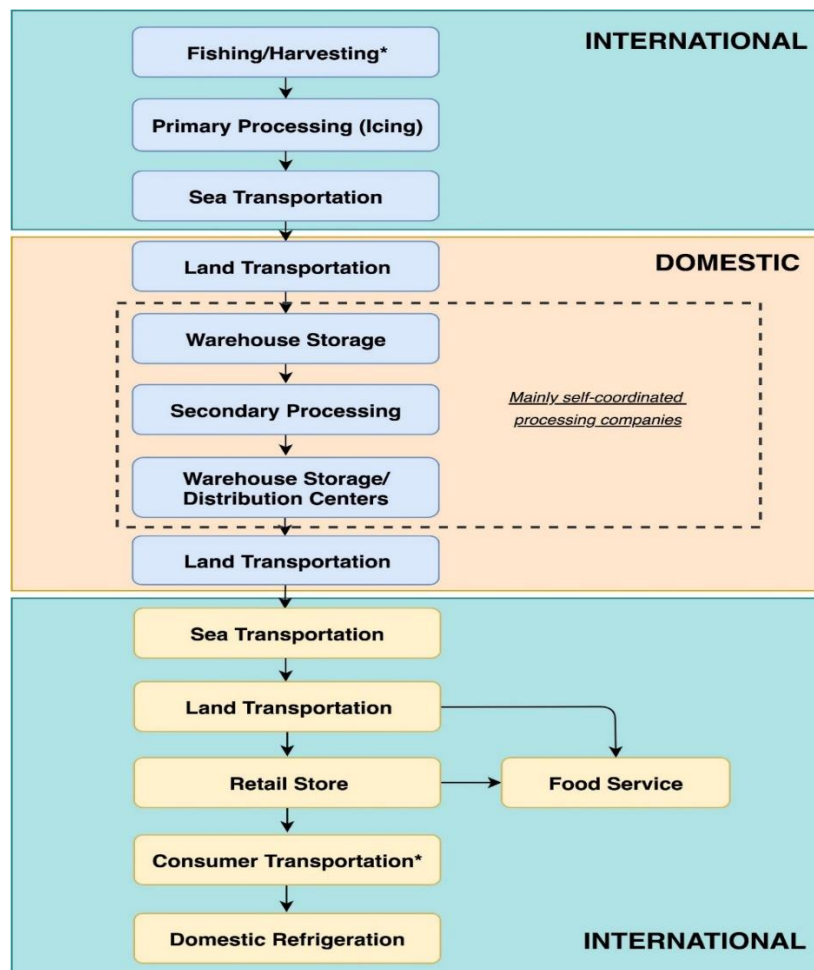 INTERNATIONAL
Fishing/Harvesting*
Primary Processing (Icing)
Sea Transportation
Land Transportation
DOMESTIC
Warehouse Storage
Secondary Processing
Mainly self-coordinated
processing companies
Warehouse Storage/
Distribution Centers
Land Transportation
Sea Transportation
Land Transportation
Retail Store
Food Service
Consumer Transportation*
Domestic Refrigeration
INTERNATIONAL